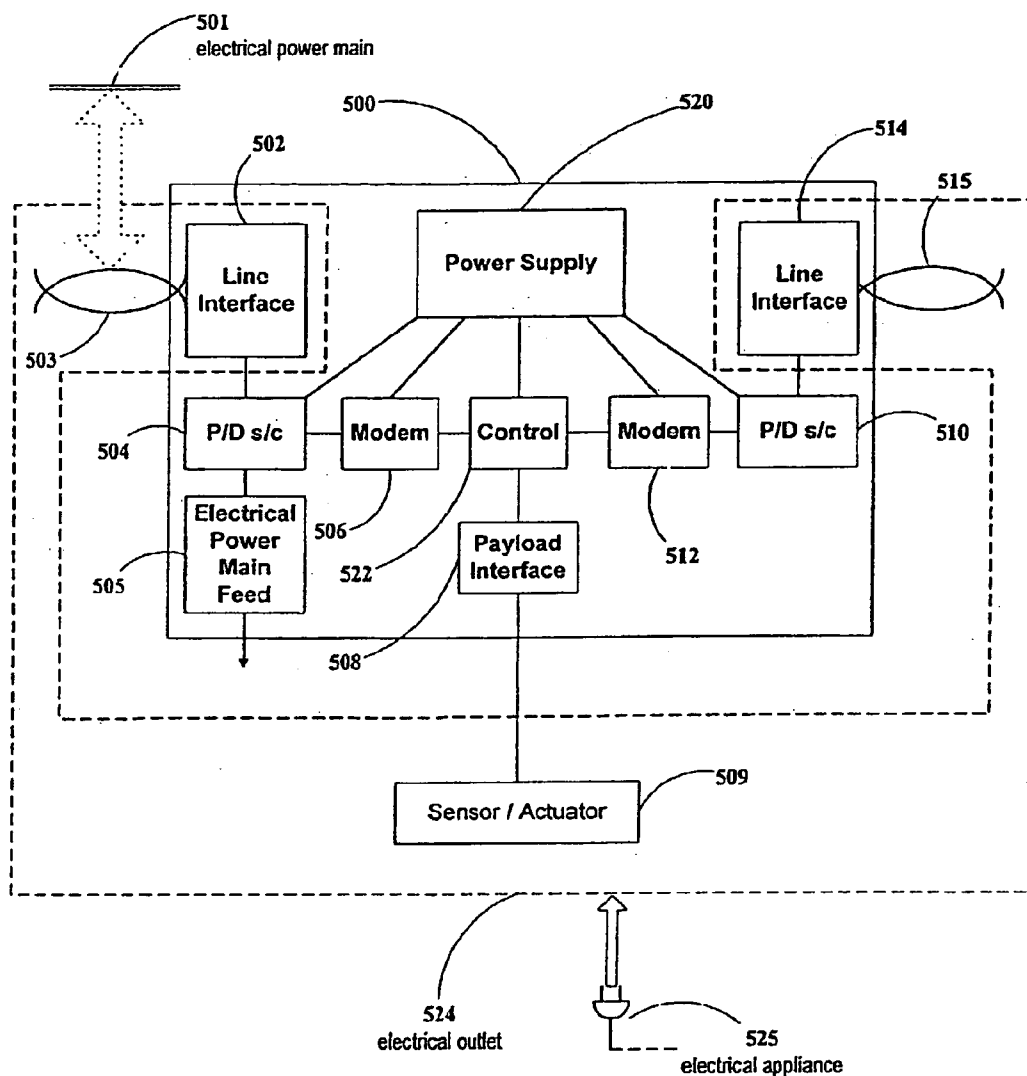 501
electrical power main
500
520
514
502
515
Line
Interface
Power Supply
Line
Interface
503
504
P/D s/c
Modem
Control
Modem
P/D s/c
510
Electrical
Power
Main
Feed
505
506
522
Payload
Interface
512
508
509
Sensor / Actuator
524
electrical outlet
525
electrical appliance